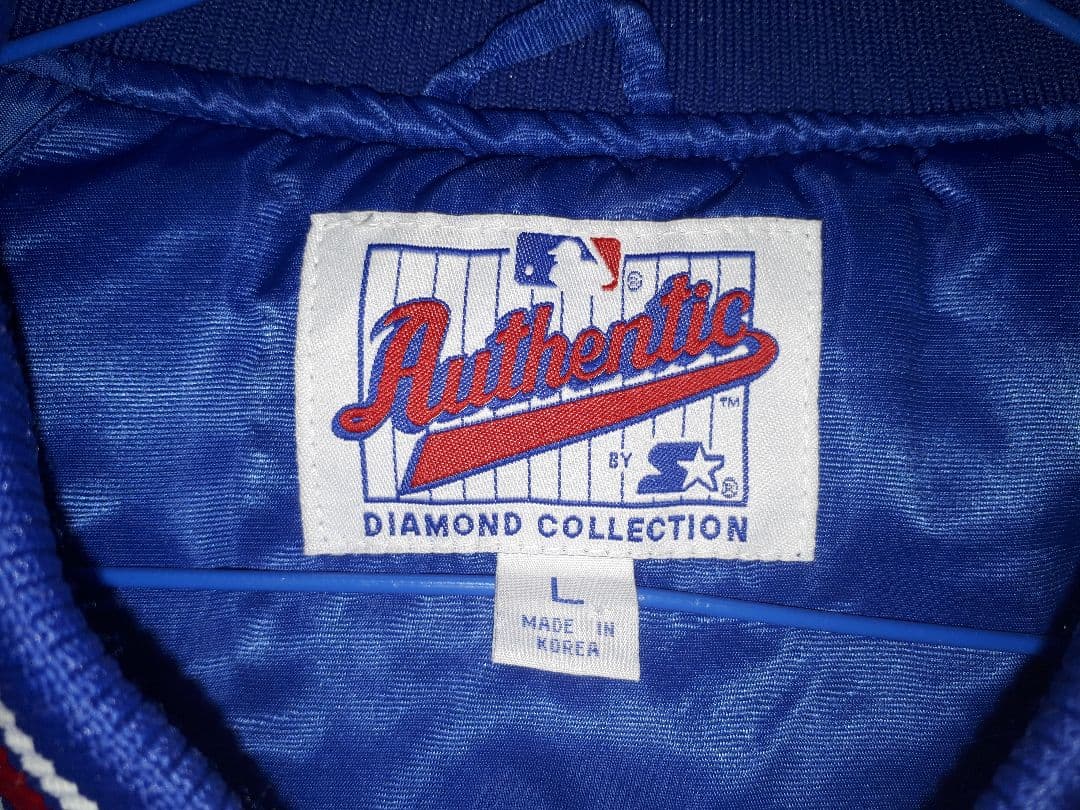 ®
Authentic
™
BY ®
DIAMOND COLLECTION
L
MADE IN
KOREA